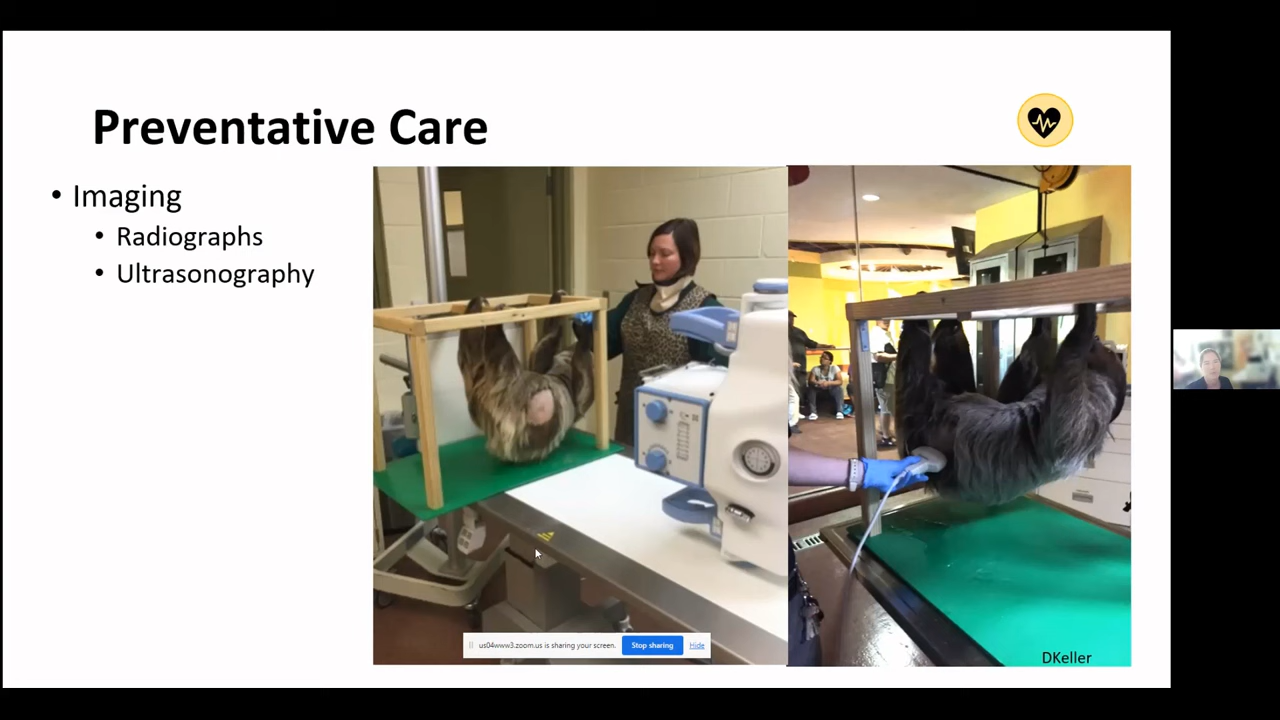 Preventative Care
• Imaging
• Radiographs
• Ultrasonography
us04www3.zoom.us is sharing your screen.
Stop sharing
Hide
DKeller